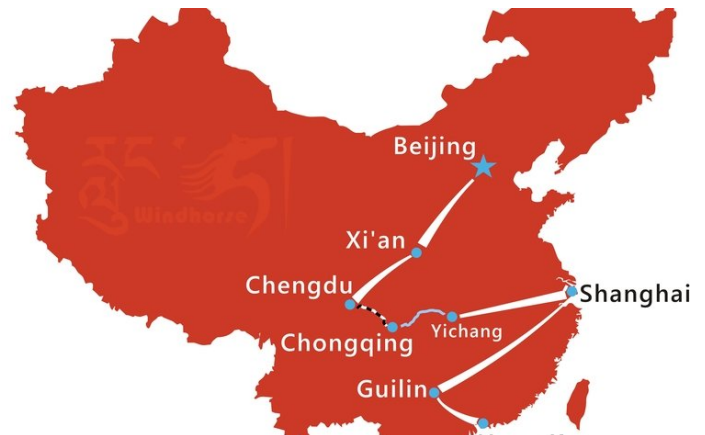 Beijing
Xi'an
Chengdu
Shanghai
Chongqing
Yichang
Guilin
Windhorse